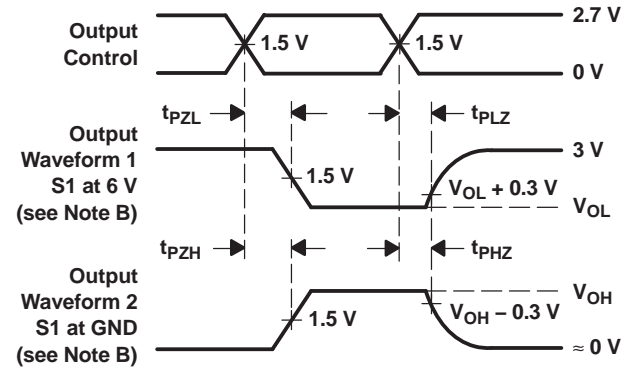 Output
Control
1.5 V
1.5 V
2.7 V
0 V
tPZL
tPLZ
Output
Waveform 1
S1 at 6 V
(see Note B)
1.5 V
3 V
VOL + 0.3 V
VOL
tPZH
tPHZ
Output
Waveform 2
S1 at GND
(see Note B)
1.5 V
VOH
VOH − 0.3 V
≈ 0 V